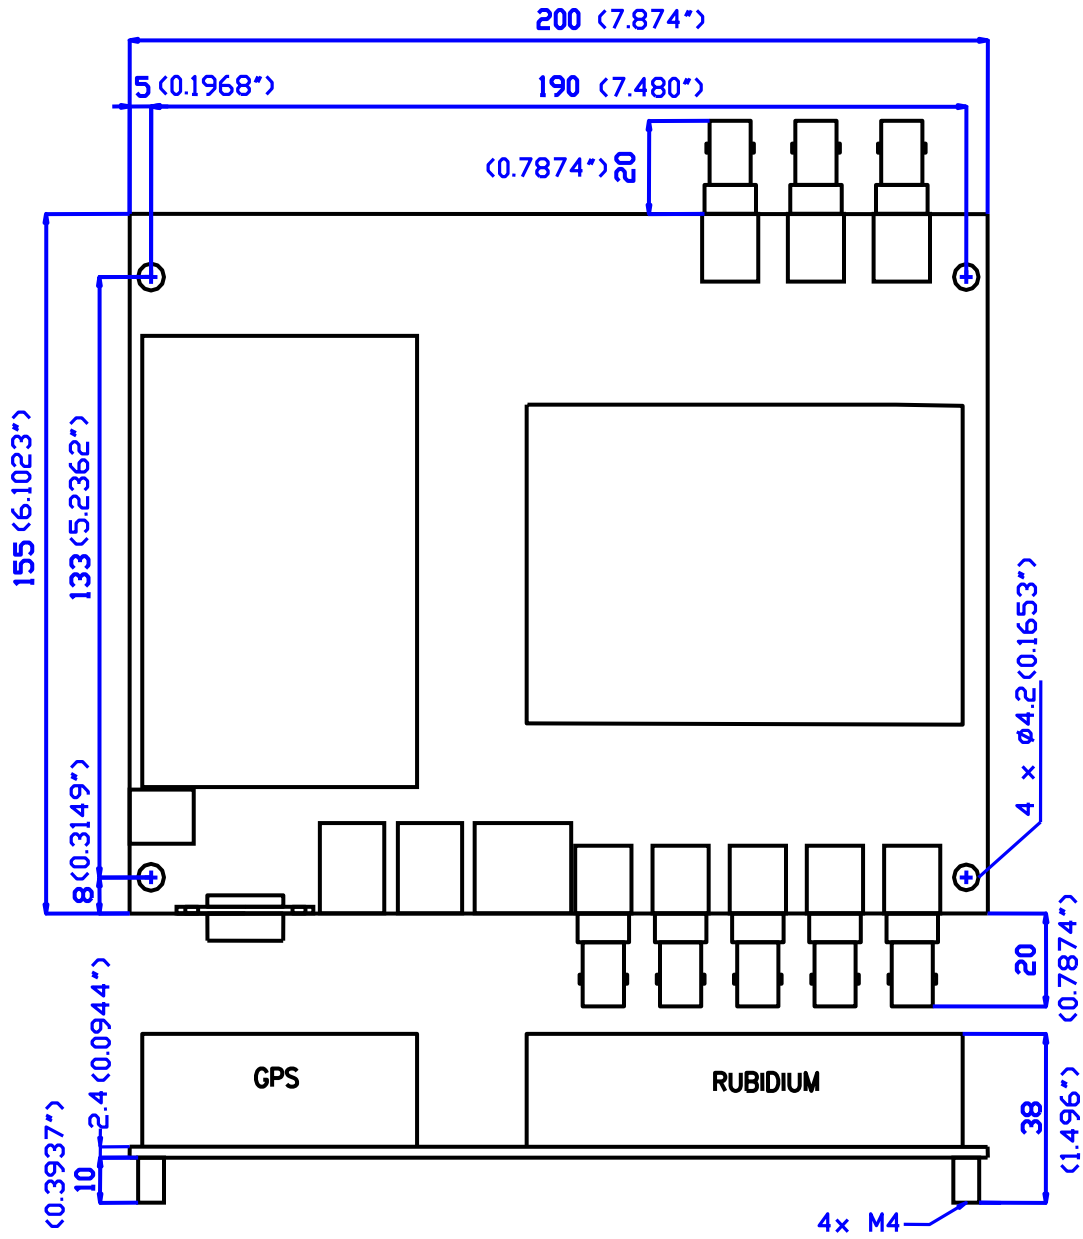 200 (7.874")
5 (0.1968")
190 (7.480")
(0.7874") 20
155 (6.1023")
133 (5.2362")
8 (0.3149")
4 x ø4.2 (0.1653")
20 (0.7874")
2.4 (0.0944")
GPS
RUBIDIUM
38 (1.496")
10 (0.3937")
4x M4